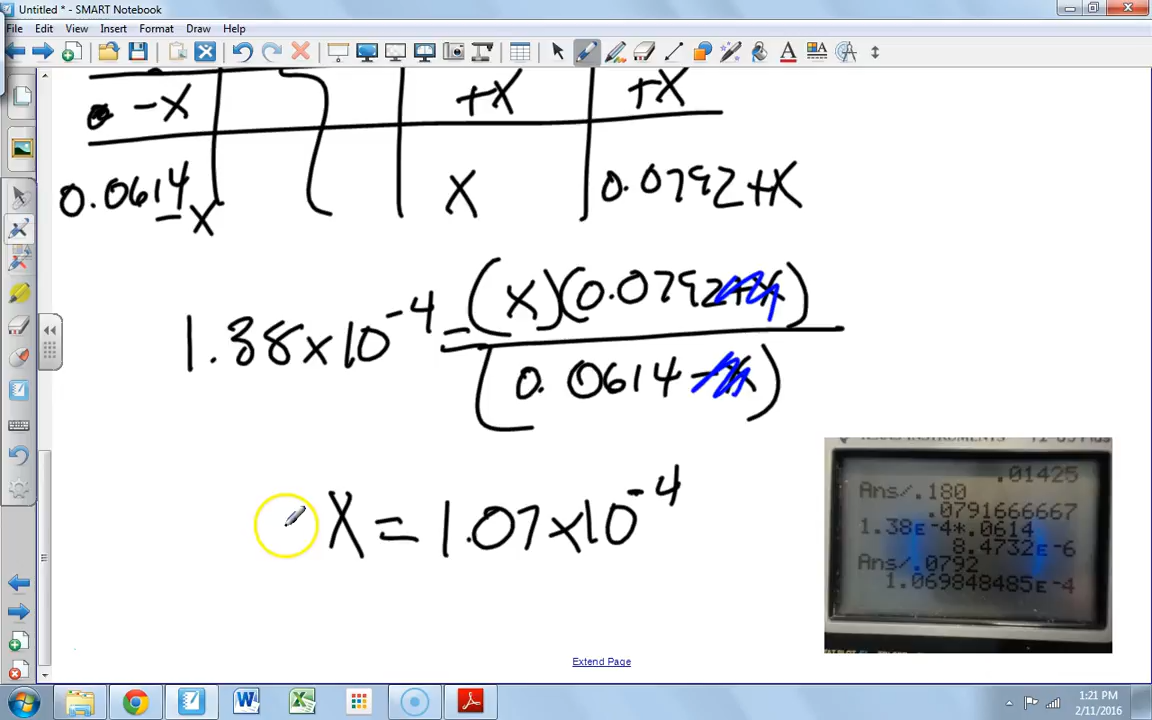 Untitled * - SMART Notebook
File Edit View Insert Format Draw Help
-X +X +X
0.0614-X X 0.0792+X
1.38x10⁻⁴ = (X)(0.0792+x)
(0.0614-x)
X = 1.07x10⁻⁴
.01425
Ans/.180
.0791666667
1.38E-4*.0614
8.4732E-6
Ans/.0792
1.069848485E-4
Extend Page
1:21 PM
2/11/2016